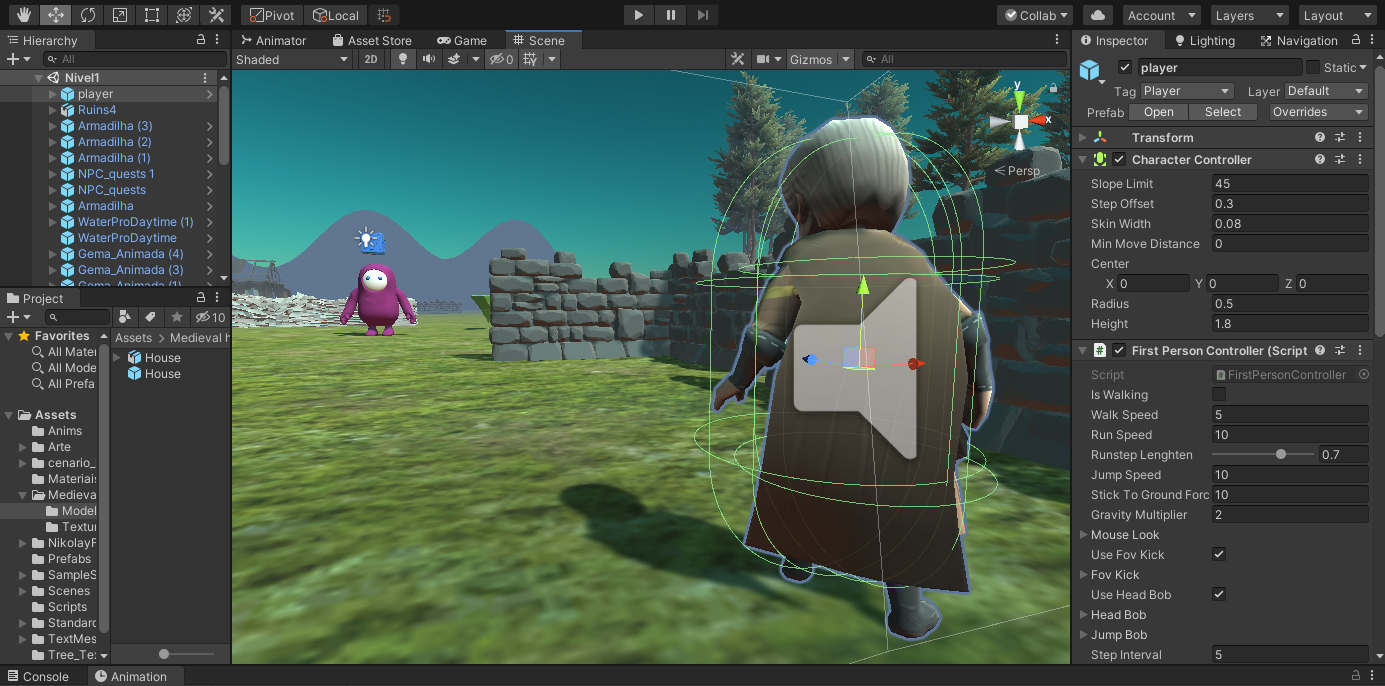 Pivot Local Collab Account Layers Layout
Hierarchy
All
Nivel1
player
Ruins4
Armadilha (3)
Armadilha (2)
Armadilha (1)
NPC_quests 1
NPC_quests
Armadilha
WaterProDaytime (1)
WaterProDaytime
Gema_Animada (4)
Gema_Animada (3)
Gema_Animada (1)
Project
10
Favorites
All Mater
All Mode
All Prefa
Assets
Anims
Arte
cenario_
Materiais
Medieva
Model
Textur
NikolayF
Prefabs
SampleS
Scenes
Scripts
Standard
TextMes
Tree_Te
Assets > Medieval h
House
House
Animator Asset Store Game Scene
Shaded 2D 0 Gizmos All
y
x
Persp
Inspector Lighting Navigation
player Static
Tag Player Layer Default
Prefab Open Select Overrides
Transform
Character Controller
Slope Limit 45
Step Offset 0.3
Skin Width 0.08
Min Move Distance 0
Center
X 0 Y 0 Z 0
Radius 0.5
Height 1.8
# First Person Controller (Script
Script FirstPersonController
Is Walking
Walk Speed 5
Run Speed 10
Runstep Lenghten 0.7
Jump Speed 10
Stick To Ground Forc 10
Gravity Multiplier 2
Mouse Look
Use Fov Kick
Fov Kick
Use Head Bob
Head Bob
Jump Bob
Step Interval 5
Console Animation